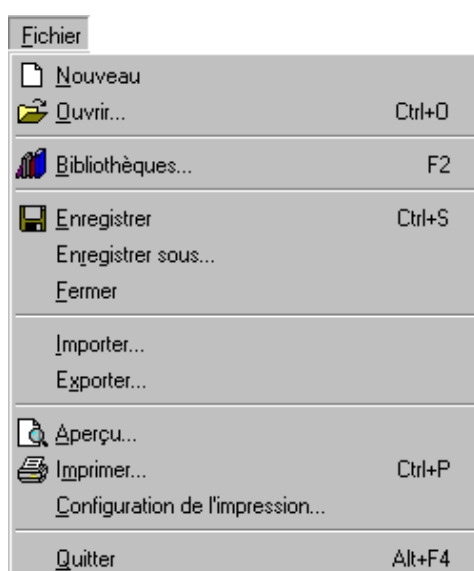 Fichier
Nouveau
Ouvrir... Ctrl+O
Bibliothèques... F2
Enregistrer Ctrl+S
Enregistrer sous...
Fermer
Importer...
Exporter...
Aperçu...
Imprimer... Ctrl+P
Configuration de l'impression...
Quitter Alt+F4